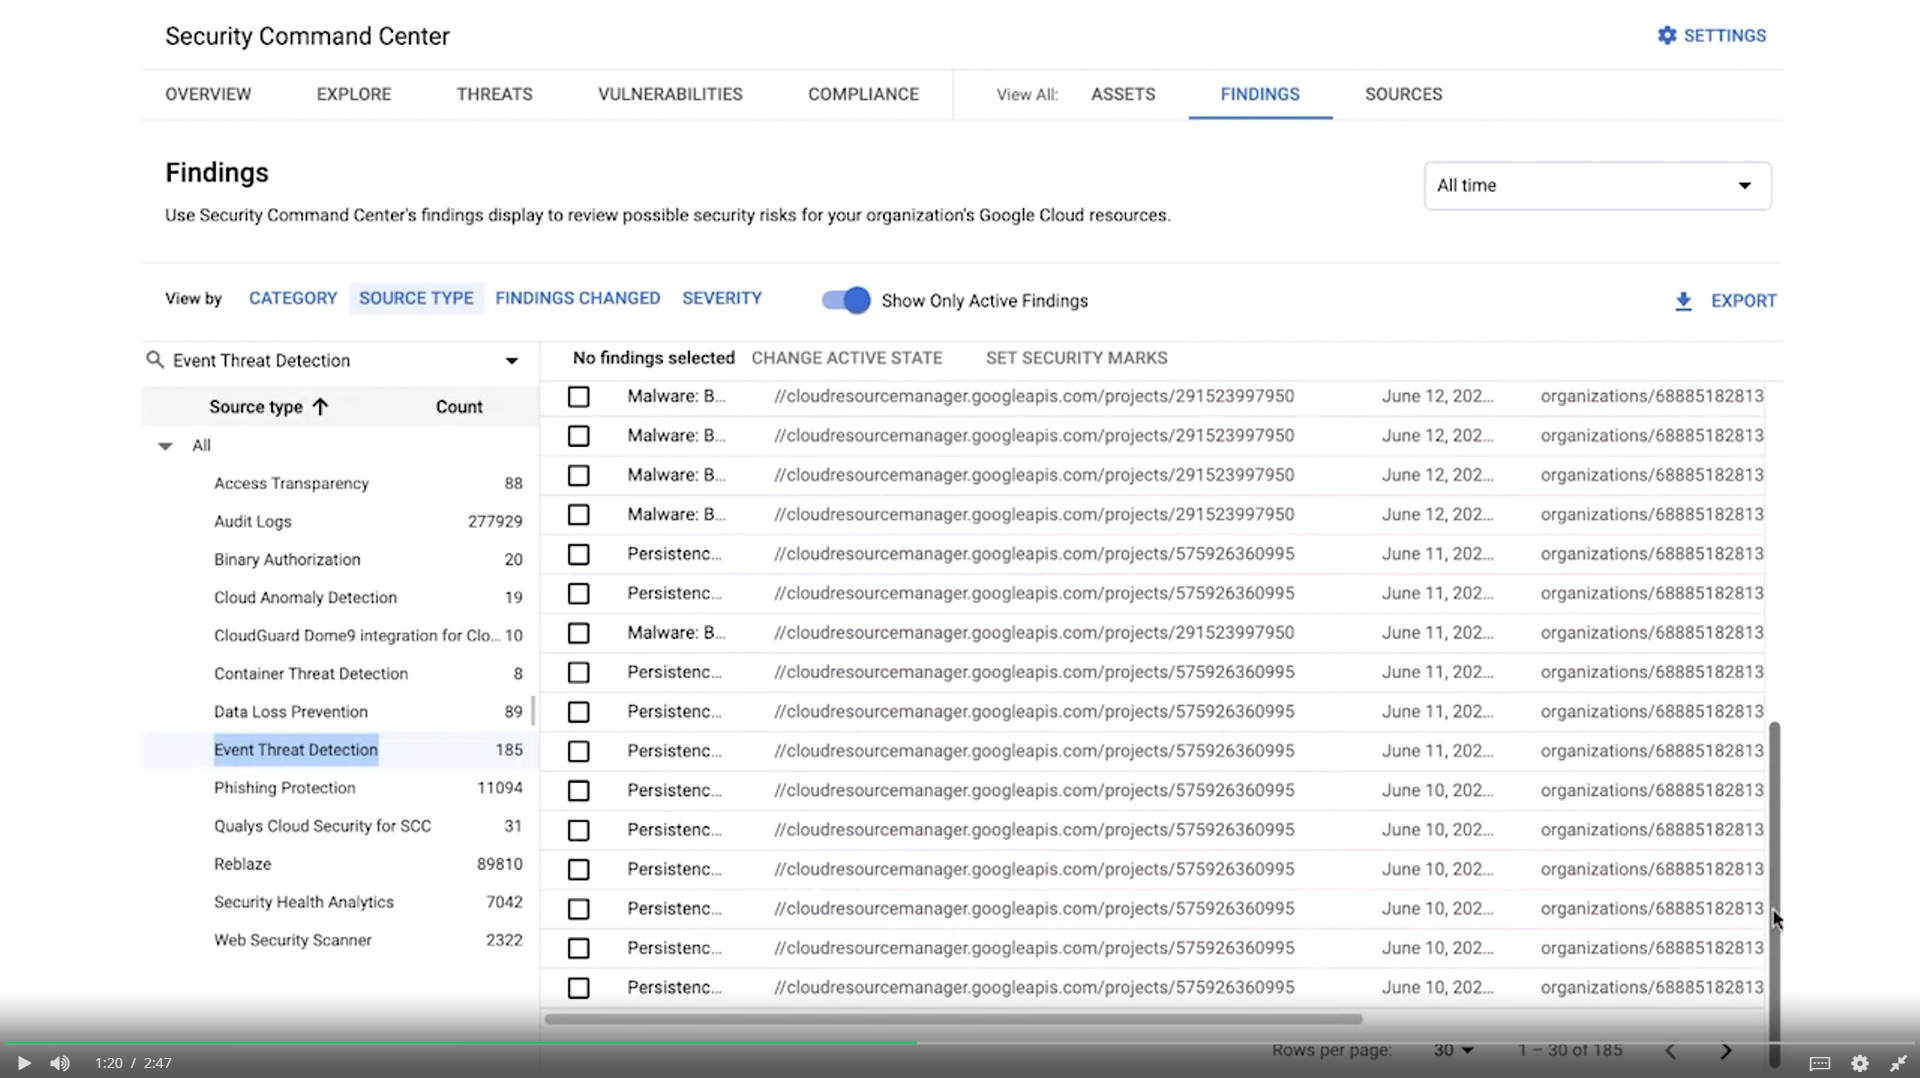 Security Command Center
SETTINGS
OVERVIEW EXPLORE THREATS VULNERABILITIES COMPLIANCE View All: ASSETS FINDINGS SOURCES
Findings
All time
Use Security Command Center's findings display to review possible security risks for your organization's Google Cloud resources.
View by CATEGORY SOURCE TYPE FINDINGS CHANGED SEVERITY Show Only Active Findings EXPORT
Event Threat Detection
Source type Count
All
Access Transparency 88
Audit Logs 277929
Binary Authorization 20
Cloud Anomaly Detection 19
CloudGuard Dome9 integration for Clo... 10
Container Threat Detection 8
Data Loss Prevention 89
Event Threat Detection 185
Phishing Protection 11094
Qualys Cloud Security for SCC 31
Reblaze 89810
Security Health Analytics 7042
Web Security Scanner 2322
No findings selected CHANGE ACTIVE STATE SET SECURITY MARKS
Malware: B... //cloudresourcemanager.googleapis.com/projects/291523997950 June 12, 202... organizations/68885182813
Malware: B... //cloudresourcemanager.googleapis.com/projects/291523997950 June 12, 202... organizations/68885182813
Malware: B... //cloudresourcemanager.googleapis.com/projects/291523997950 June 12, 202... organizations/68885182813
Malware: B... //cloudresourcemanager.googleapis.com/projects/291523997950 June 12, 202... organizations/68885182813
Persistenc... //cloudresourcemanager.googleapis.com/projects/575926360995 June 11, 202... organizations/68885182813
Persistenc... //cloudresourcemanager.googleapis.com/projects/575926360995 June 11, 202... organizations/68885182813
Malware: B... //cloudresourcemanager.googleapis.com/projects/291523997950 June 11, 202... organizations/68885182813
Persistenc... //cloudresourcemanager.googleapis.com/projects/575926360995 June 11, 202... organizations/68885182813
Persistenc... //cloudresourcemanager.googleapis.com/projects/575926360995 June 11, 202... organizations/68885182813
Persistenc... //cloudresourcemanager.googleapis.com/projects/575926360995 June 11, 202... organizations/68885182813
Persistenc... //cloudresourcemanager.googleapis.com/projects/575926360995 June 10, 202... organizations/68885182813
Persistenc... //cloudresourcemanager.googleapis.com/projects/575926360995 June 10, 202... organizations/68885182813
Persistenc... //cloudresourcemanager.googleapis.com/projects/575926360995 June 10, 202... organizations/68885182813
Persistenc... //cloudresourcemanager.googleapis.com/projects/575926360995 June 10, 202... organizations/68885182813
Persistenc... //cloudresourcemanager.googleapis.com/projects/575926360995 June 10, 202... organizations/68885182813
Persistenc... //cloudresourcemanager.googleapis.com/projects/575926360995 June 10, 202... organizations/68885182813
Rows per page: 30 1 – 30 of 185
1:20 / 2:47